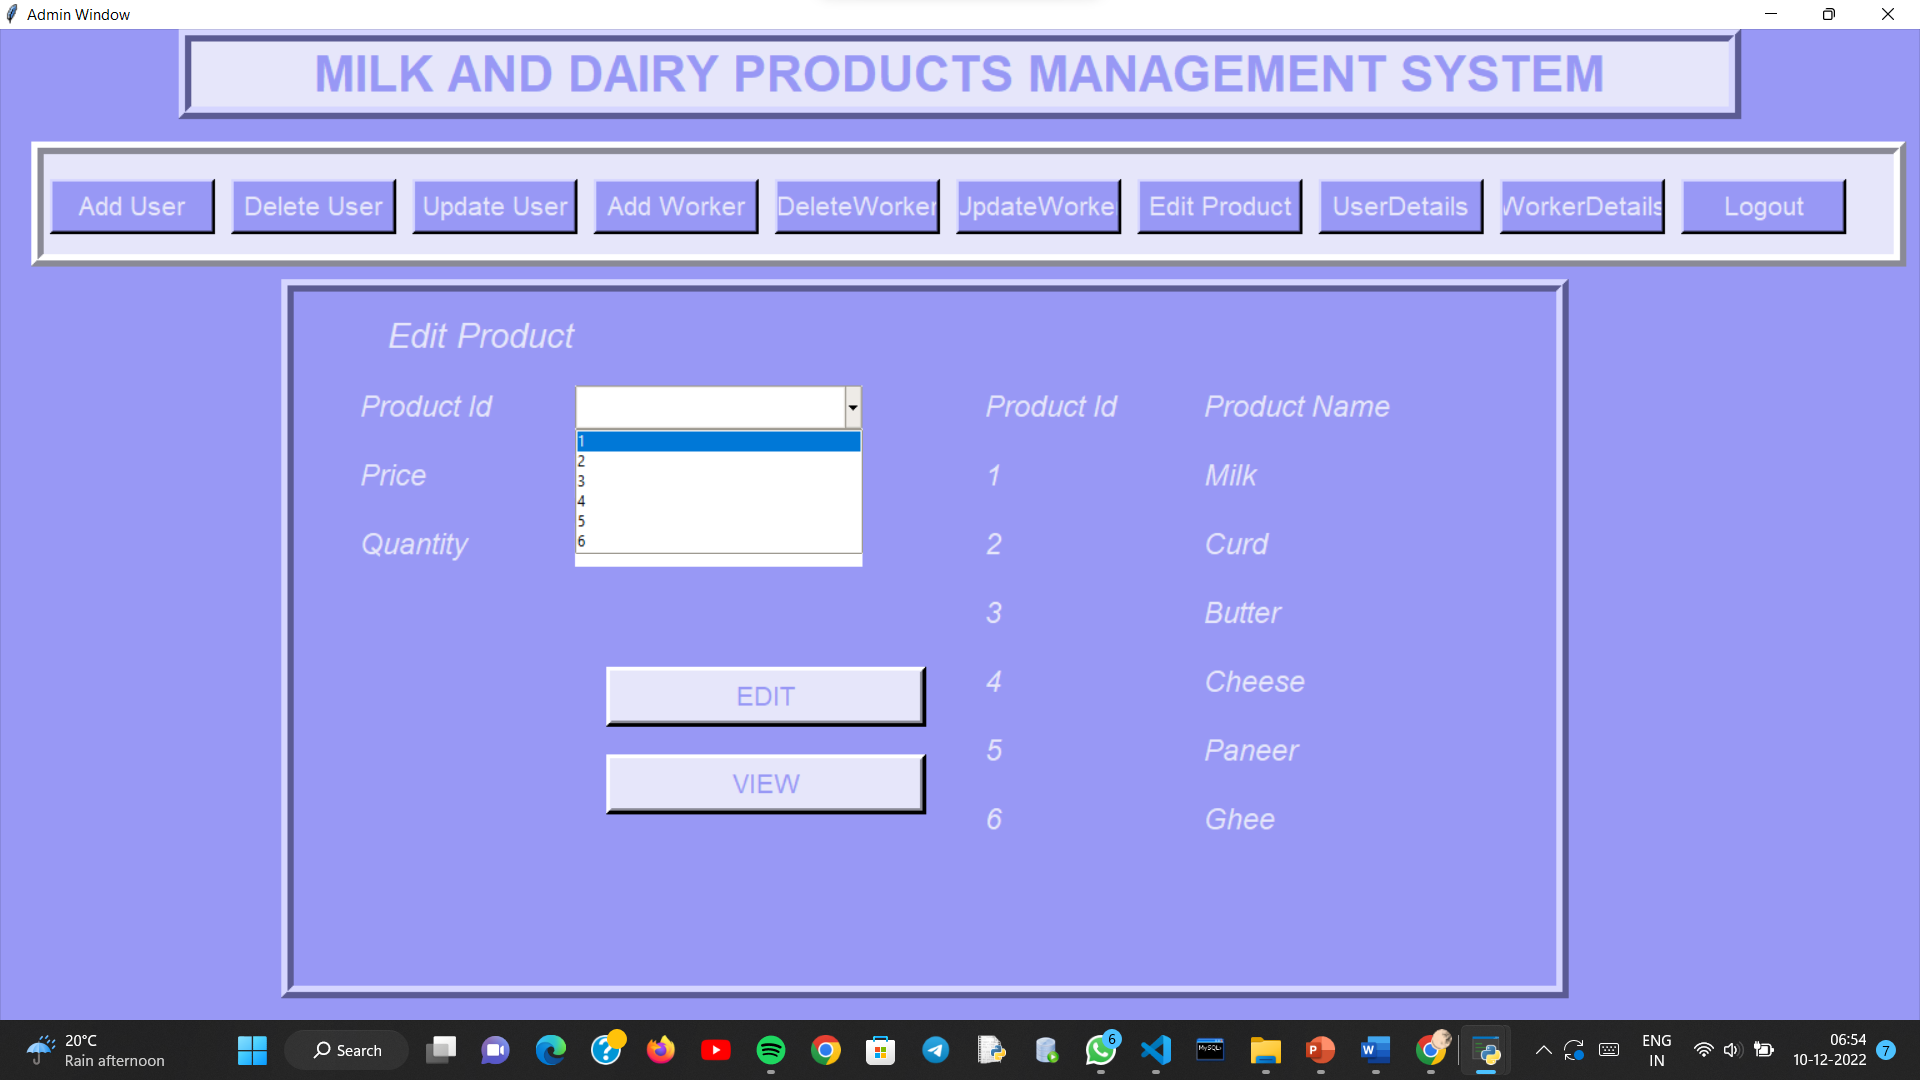 Admin Window
MILK AND DAIRY PRODUCTS MANAGEMENT SYSTEM
Add User Delete User Update User Add Worker DeleteWorker UpdateWorke Edit Product UserDetails WorkerDetails Logout
Edit Product
Product Id Product Id Product Name
1
2
3
4
5
6
Price 1 Milk
Quantity 2 Curd
3 Butter
EDIT 4 Cheese
VIEW 5 Paneer
6 Ghee
20°C
Rain afternoon
Search
6
MySQL
P
W
ENG
IN
06:54
10-12-2022
7